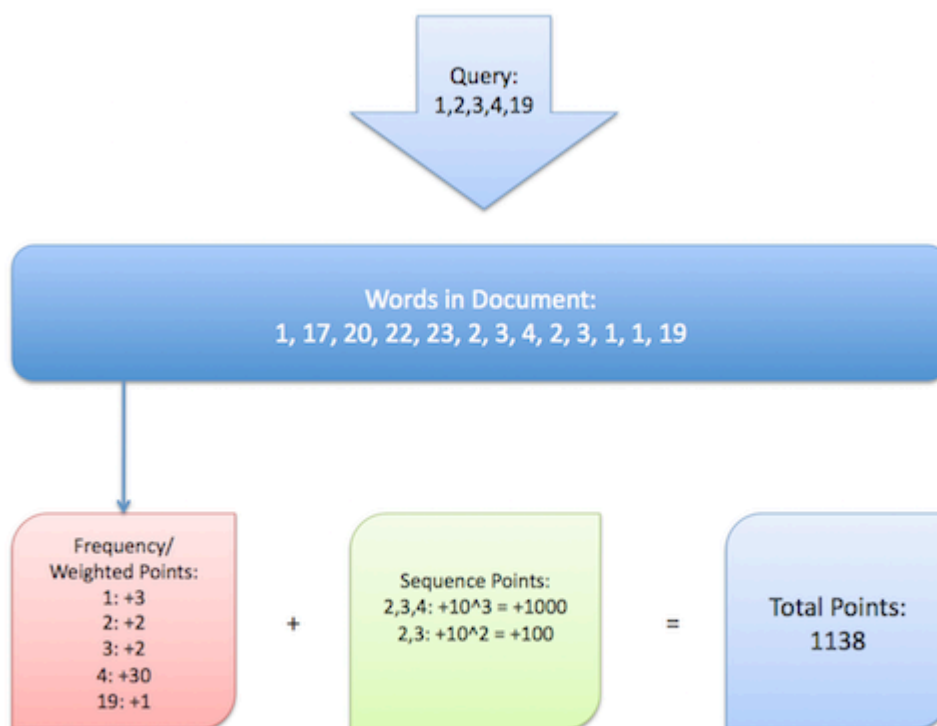 Query:
1,2,3,4,19
Words in Document:
1, 17, 20, 22, 23, 2, 3, 4, 2, 3, 1, 1, 19
Frequency/
Weighted Points:
1: +3
2: +2
3: +2
4: +30
19: +1
+
Sequence Points:
2,3,4: +10^3 = +1000
2,3: +10^2 = +100
=
Total Points:
1138